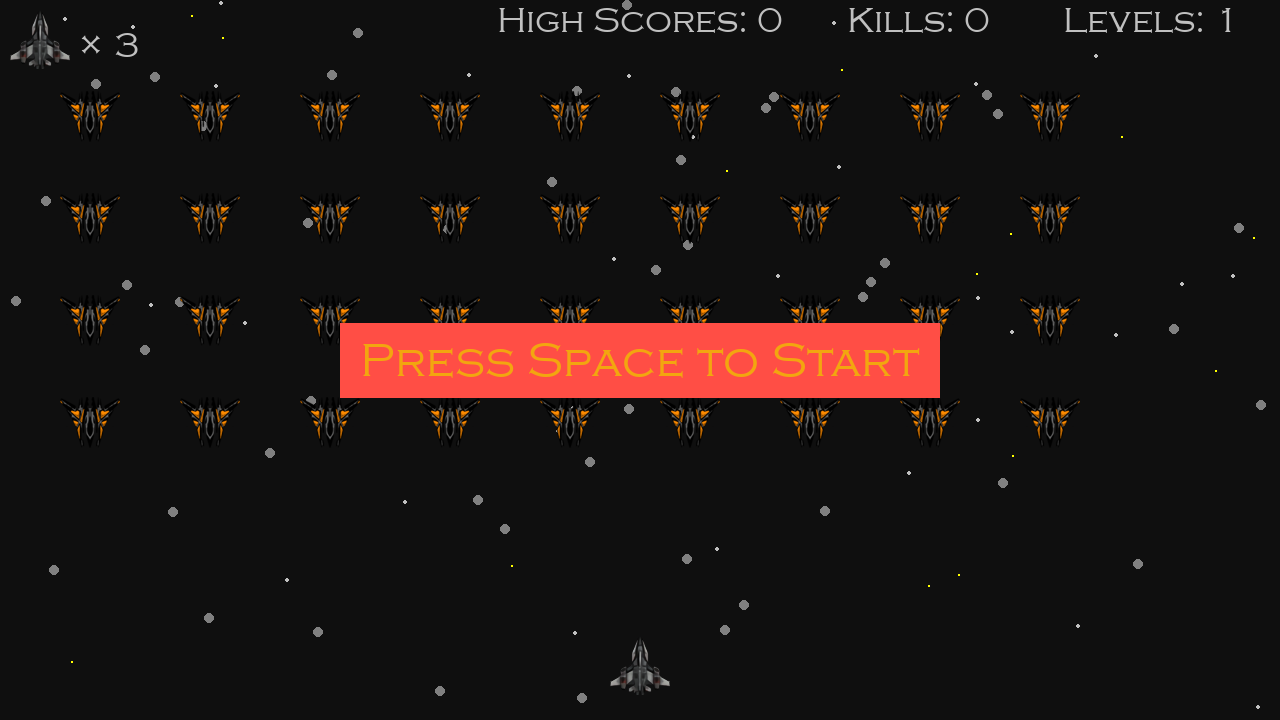 × 3
High Scores: 0 Kills: 0 Levels: 1
Press Space to Start